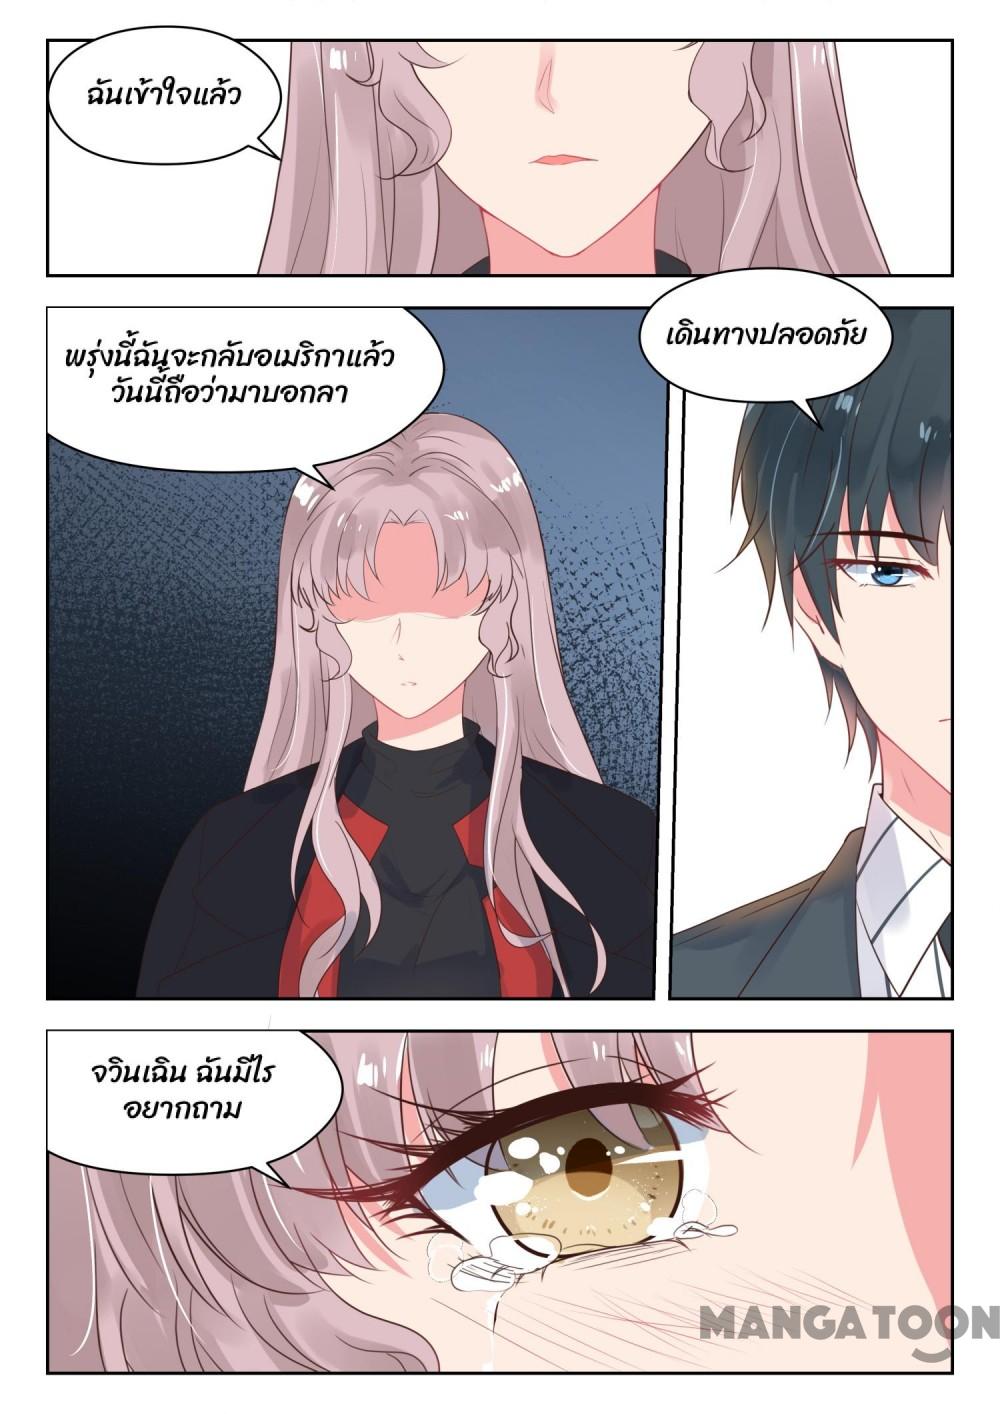 ฉันเข้าใจแล้ว
พรุ่งนี้ฉันจะกลับอเมริกาแล้ว
วันนี้ถือว่ามาบอกลา
เดินทางปลอดภัย
จวินเฉิน ฉันมีไร
อยากถาม
MANGATOON